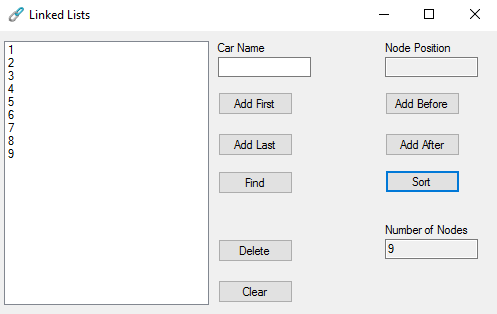 Linked Lists
1
2
3
4
5
6
7
8
9
Car Name
Node Position
Add First
Add Before
Add Last
Add After
Find
Sort
Number of Nodes
9
Delete
Clear